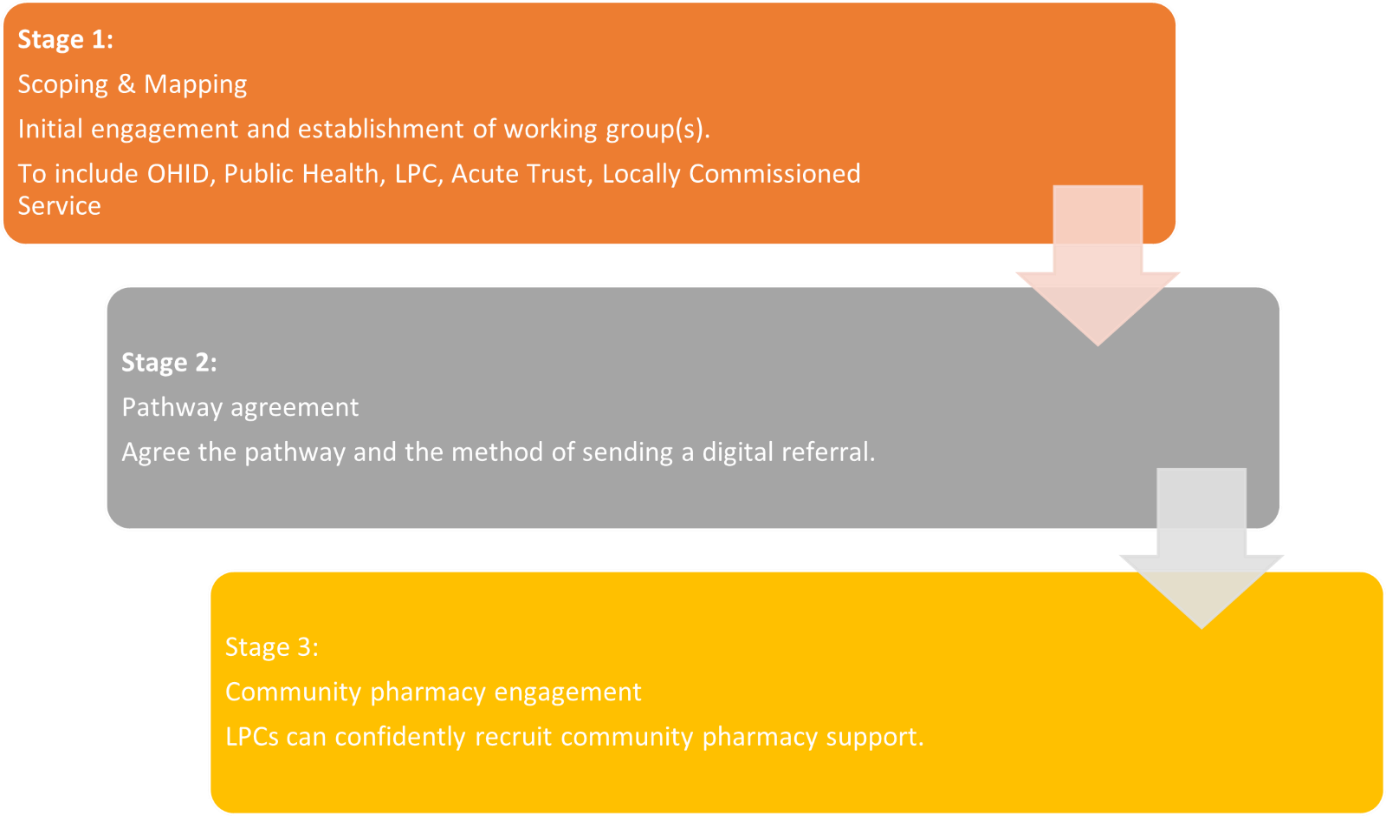 Stage 1:
Scoping & Mapping
Initial engagement and establishment of working group(s).
To include OHID, Public Health, LPC, Acute Trust, Locally Commissioned
Service
Stage 2:
Pathway agreement
Agree the pathway and the method of sending a digital referral.
Stage 3:
Community pharmacy engagement
LPCs can confidently recruit community pharmacy support.